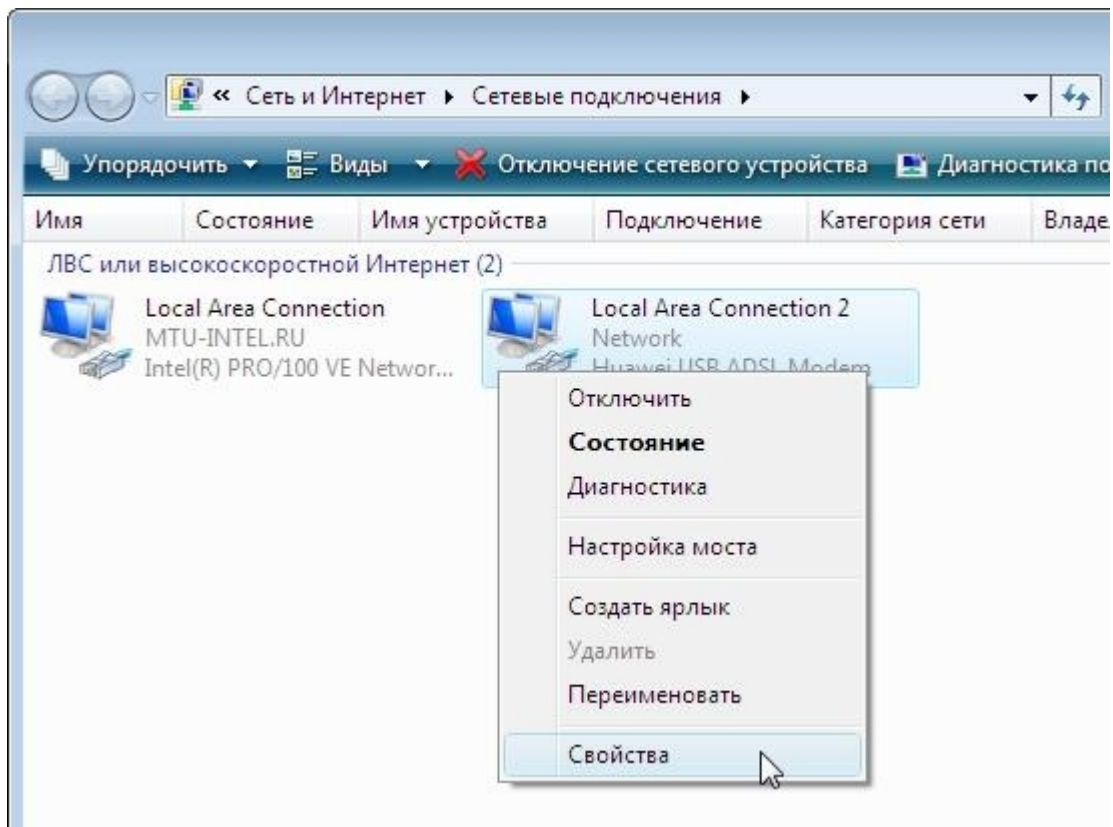 « Сеть и Интернет ▸ Сетевые подключения ▸
Упорядочить Виды Отключение сетевого устройства Диагностика по
Имя Состояние Имя устройства Подключение Категория сети Владе
ЛВС или высокоскоростной Интернет (2)
Local Area Connection
MTU-INTEL.RU
Intel(R) PRO/100 VE Networ...
Local Area Connection 2
Network
Huawei USB ADSL Modem
Отключить
Состояние
Диагностика
Настройка моста
Создать ярлык
Удалить
Переименовать
Свойства